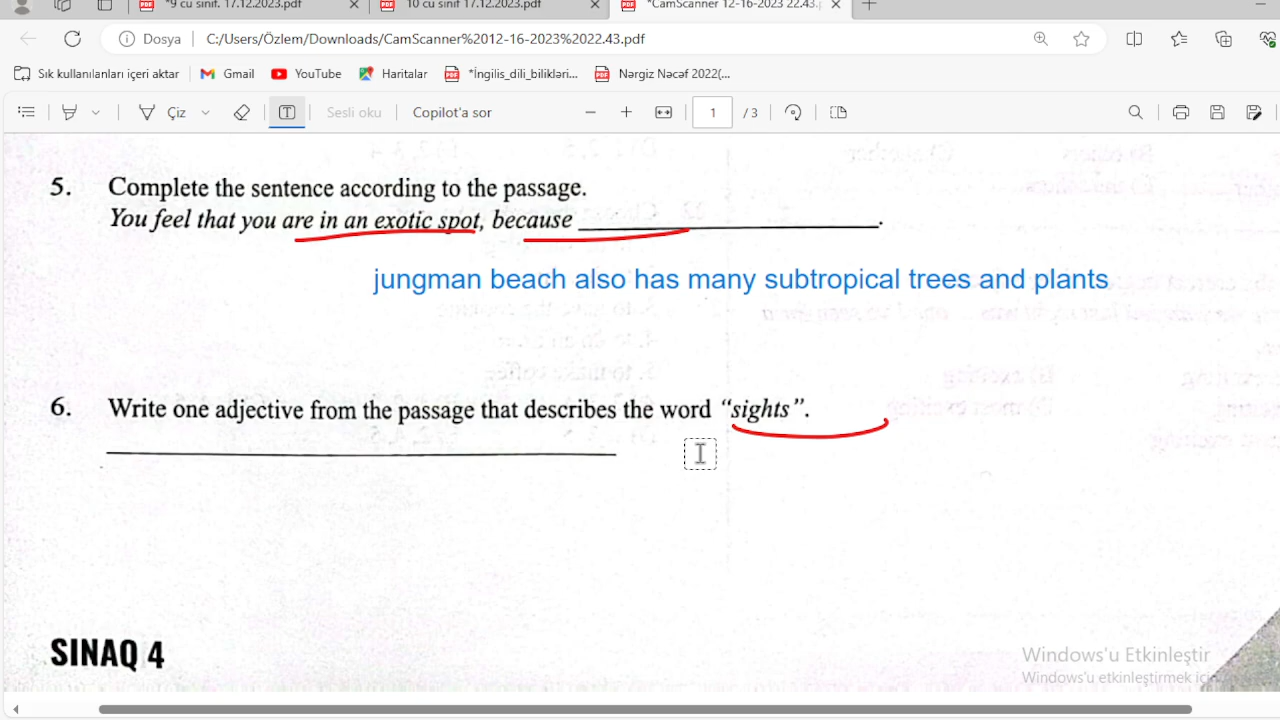 *9 cu sinif. 17.12.2023.pdf
10 cu sinif 17.12.2023.pdf
*CamScanner 12-16-2023 22.43.p
Dosya
C:/Users/Özlem/Downloads/CamScanner%2012-16-2023%2022.43.pdf
Sık kullanılanları içeri aktar
Gmail
YouTube
Haritalar
*İngilis_dili_bilikləri...
Nərgiz Nəcəf 2022(...
Çiz
Sesli oku
Copilot'a sor
1
/ 3
5. Complete the sentence according to the passage.
You feel that you are in an exotic spot, because ____________.
jungman beach also has many subtropical trees and plants
6. Write one adjective from the passage that describes the word "sights".
SINAQ 4
Windows'u Etkinleştir
Windows'u etkinleştirmek için